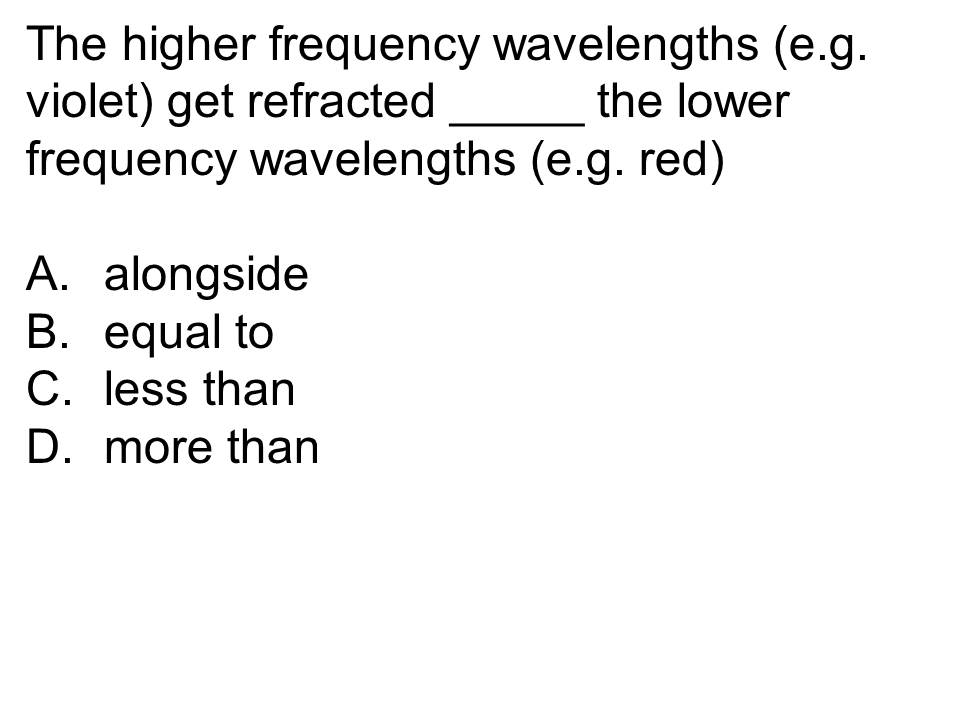 The higher frequency wavelengths (e.g.
violet) get refracted _____ the lower
frequency wavelengths (e.g. red)
A. alongside
B. equal to
C. less than
D. more than